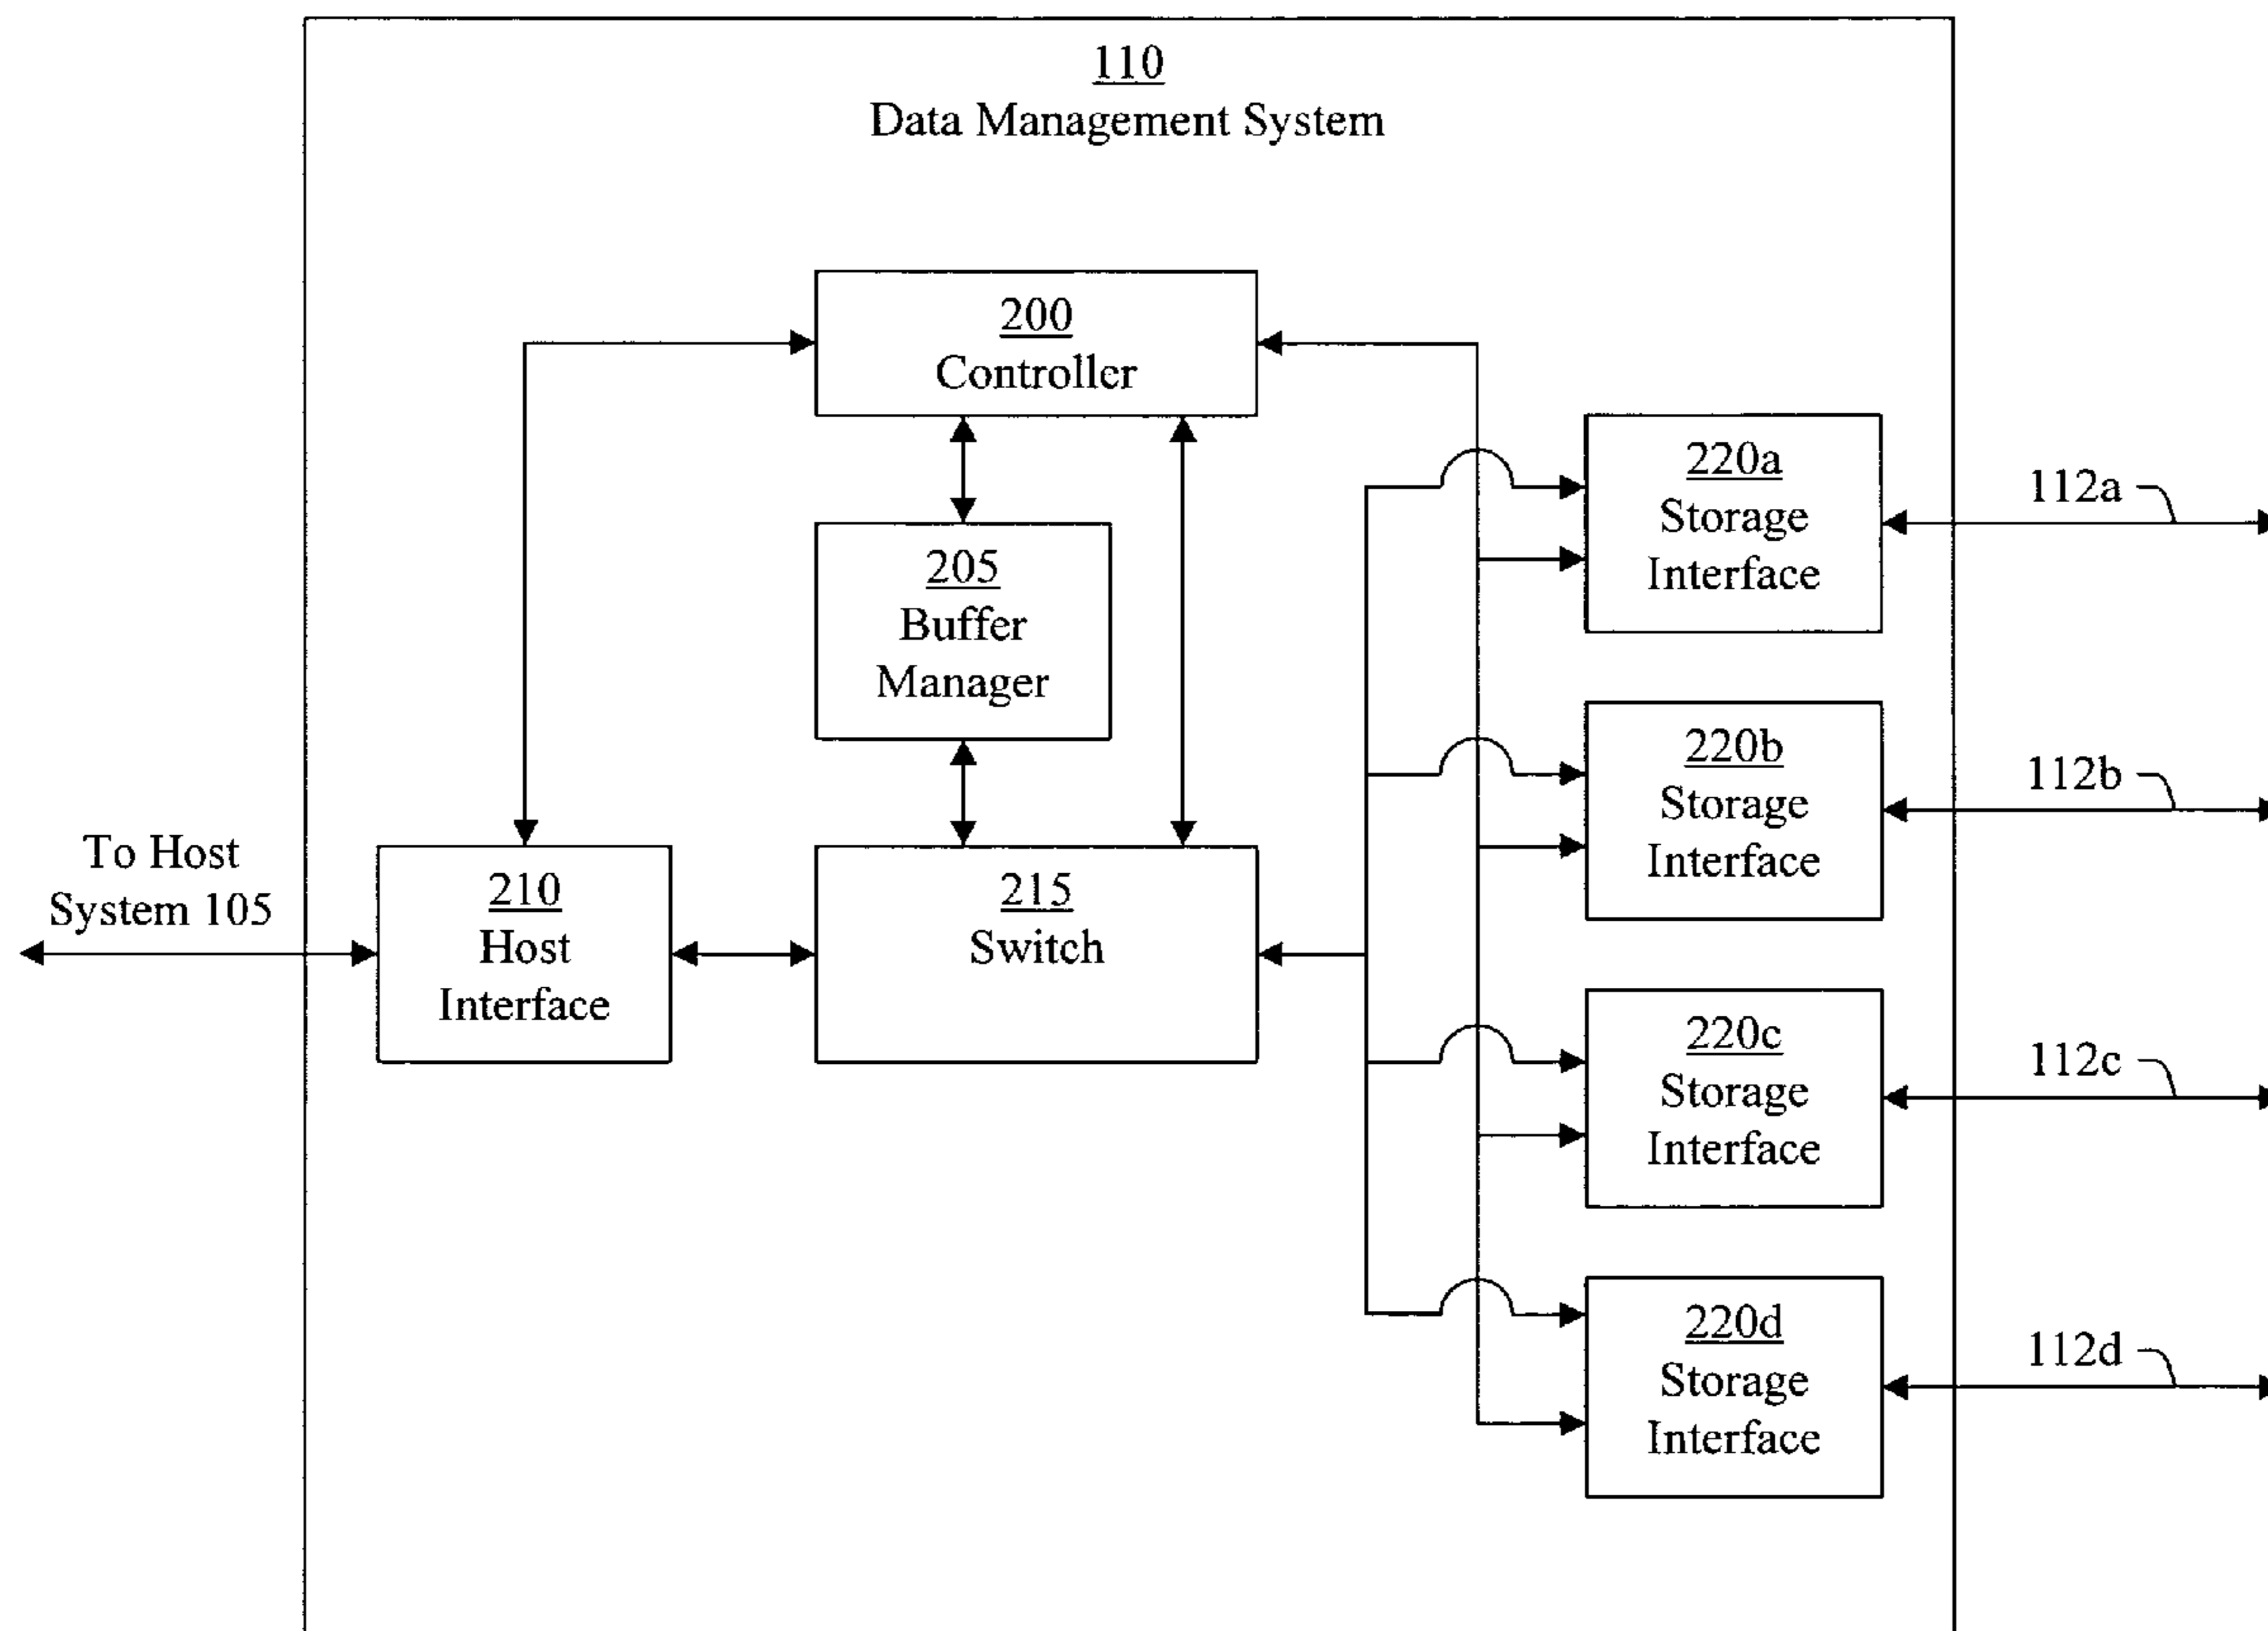 110
Data Management System
200
Controller
205
Buffer
Manager
To Host
System 105
210
Host
Interface
215
Switch
220a
Storage
Interface
112a
220b
Storage
Interface
112b
220c
Storage
Interface
112c
220d
Storage
Interface
112d